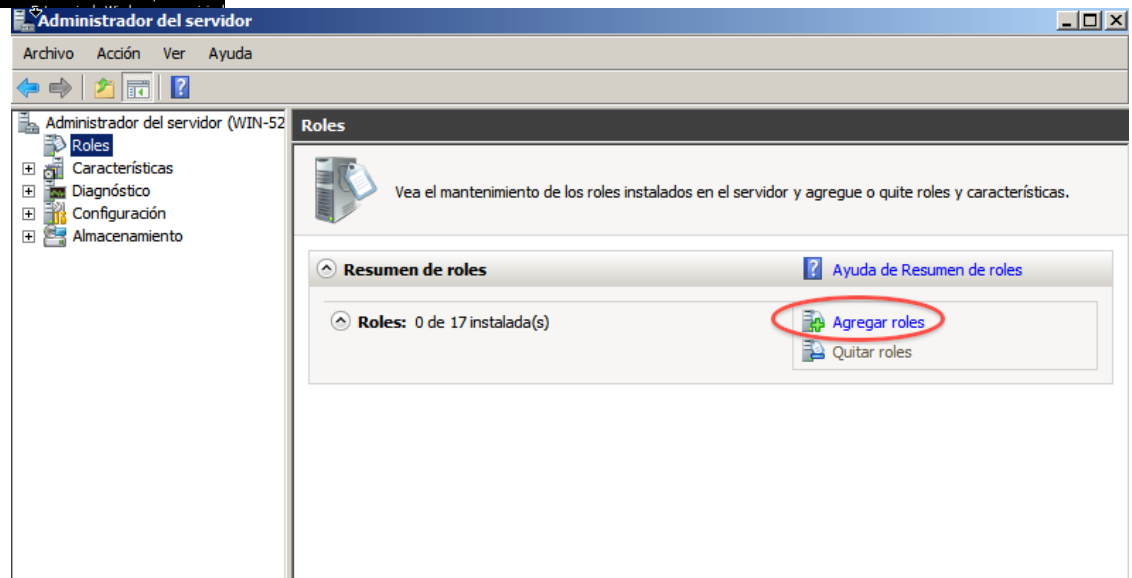 Administrador del servidor
Archivo Acción Ver Ayuda
Administrador del servidor (WIN-52
Roles
Características
Diagnóstico
Configuración
Almacenamiento
Roles
Vea el mantenimiento de los roles instalados en el servidor y agregue o quite roles y características.
Resumen de roles
Ayuda de Resumen de roles
Roles: 0 de 17 instalada(s)
Agregar roles
Quitar roles